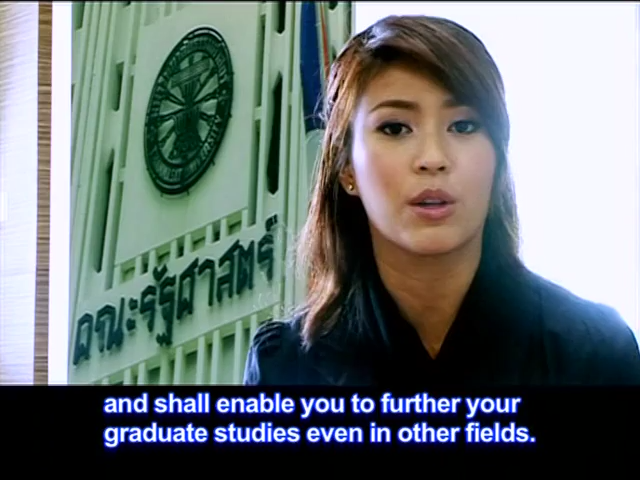 คณะรัฐศาสตร์
and shall enable you to further your
graduate studies even in other fields.